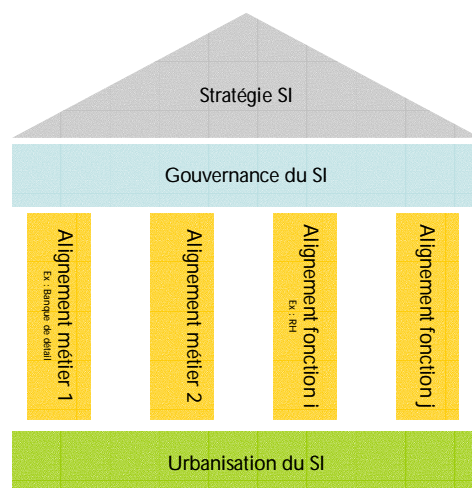 Stratégie SI
Gouvernance du SI
Alignement métier 1
Ex : Banque de détail
Alignement métier 2
Alignement fonction i
Ex : RH
Alignement fonction j
Urbanisation du SI